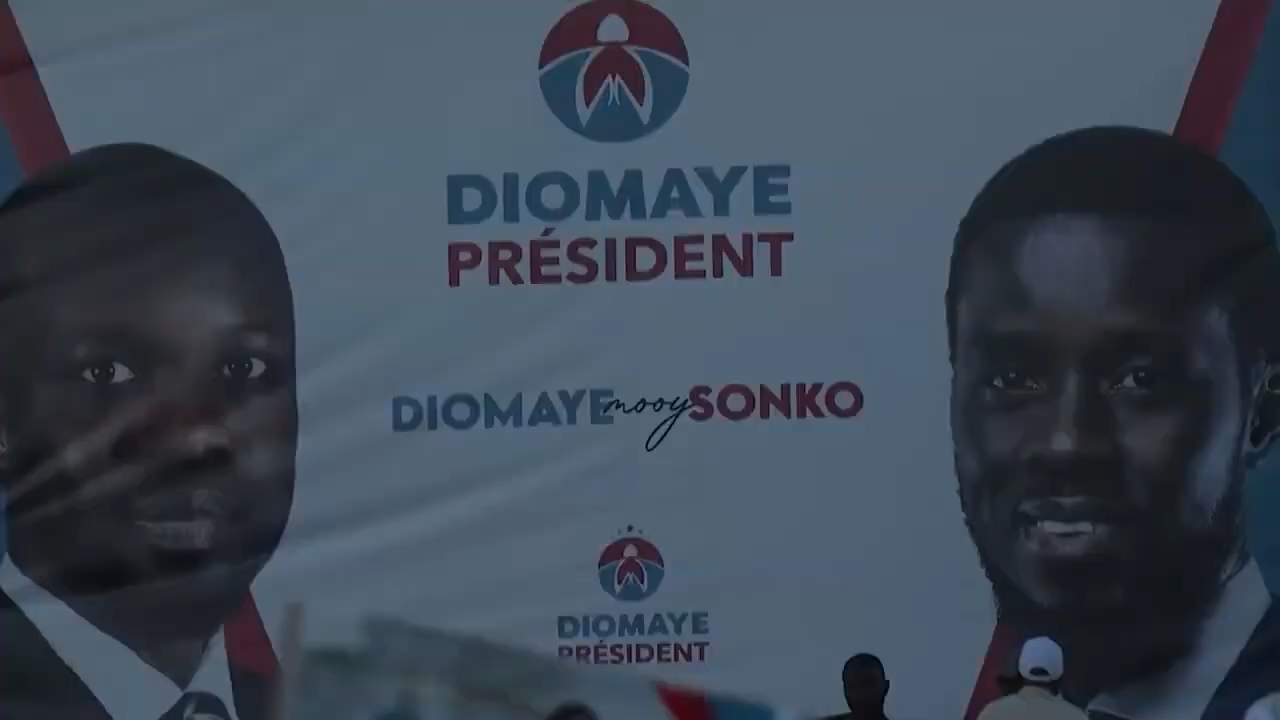 DIOMAYE
PRÉSIDENT
DIOMAYE mooy SONKO
DIOMAYE
PRÉSIDENT